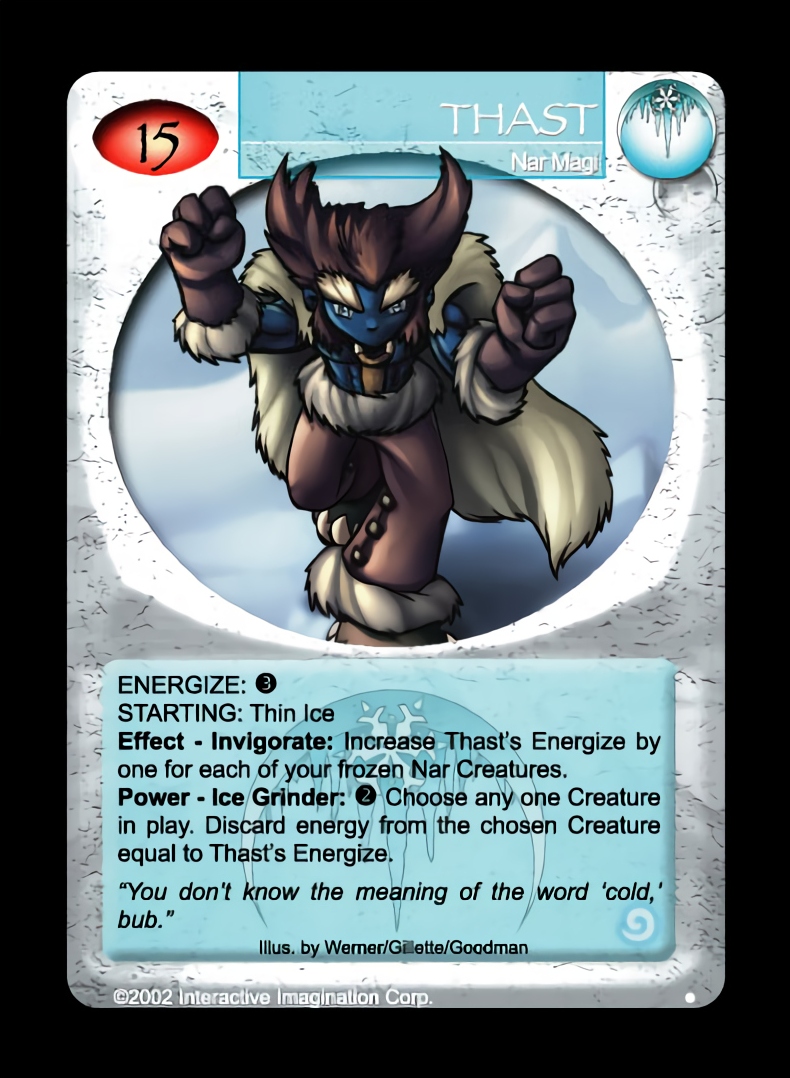 15
THAST
Nar Magi
ENERGIZE: ❸
STARTING: Thin Ice
Effect - Invigorate: Increase Thast's Energize by
one for each of your frozen Nar Creatures.
Power - Ice Grinder: ❷ Choose any one Creature
in play. Discard energy from the chosen Creature
equal to Thast's Energize.
“You don't know the meaning of the word ‘cold,’
bub.”
Illus. by Werner/Gillette/Goodman
©2002 Interactive Imagination Corp.